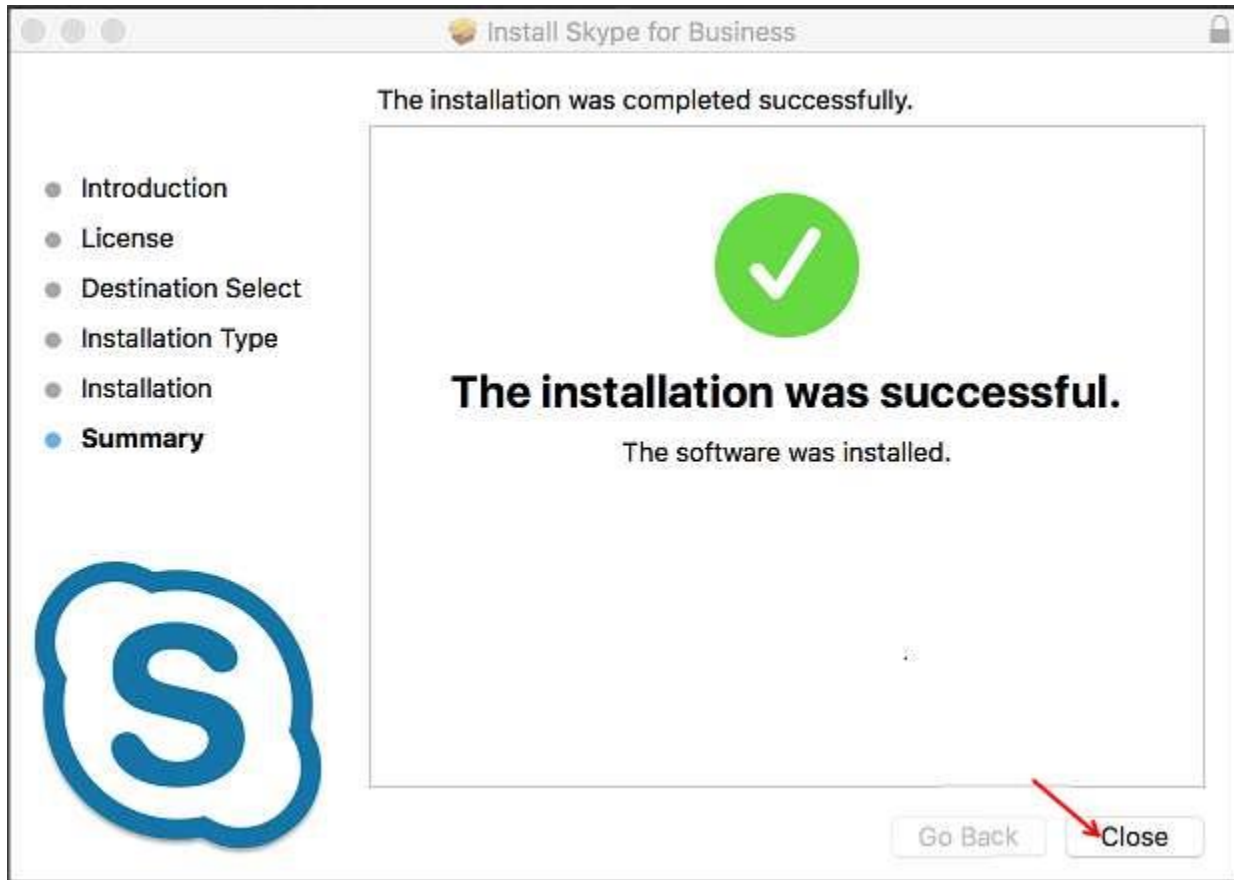 Install Skype for Business
The installation was completed successfully.
Introduction
License
Destination Select
Installation Type
Installation
Summary
The installation was successful.
The software was installed.
S
Go Back
Close